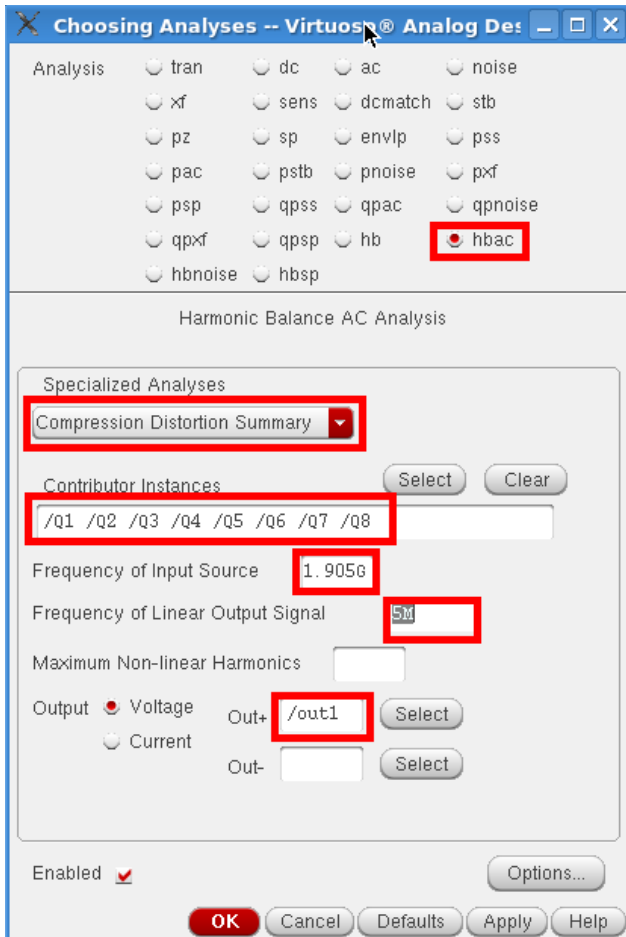 Choosing Analyses -- Virtuoso® Analog Des
Analysis tran dc ac noise
xf sens dcmatch stb
pz sp envlp pss
pac pstb pnoise pxf
psp qpss qpac qpnoise
qpxf qpsp hb hbac
hbnoise hbsp
Harmonic Balance AC Analysis
Specialized Analyses
Compression Distortion Summary
Contributor Instances Select Clear
/Q1 /Q2 /Q3 /Q4 /Q5 /Q6 /Q7 /Q8
Frequency of Input Source 1.905G
Frequency of Linear Output Signal 5M
Maximum Non-linear Harmonics
Output Voltage Out+ /out1 Select
Current
Out- Select
Enabled Options...
OK Cancel Defaults Apply Help